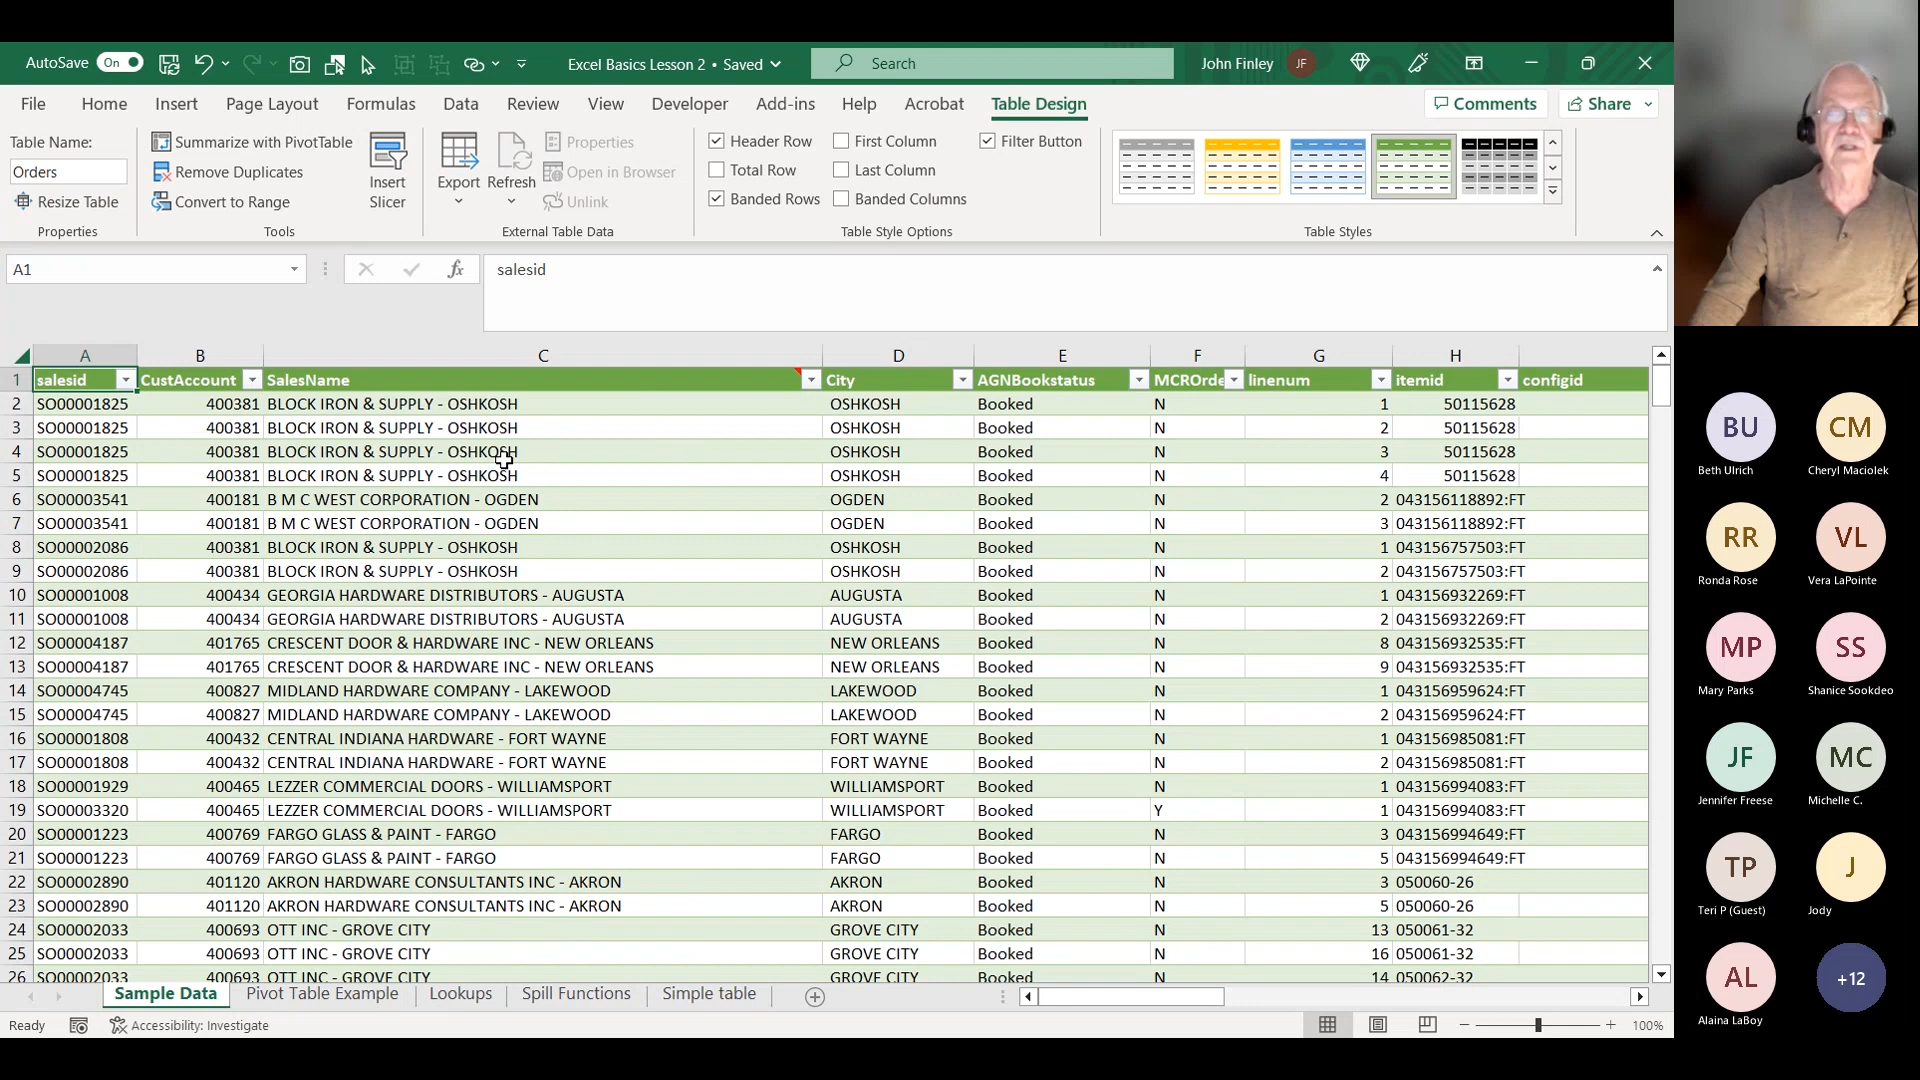 AutoSave On Excel Basics Lesson 2 • Saved Search John Finley JF
File Home Insert Page Layout Formulas Data Review View Developer Add-ins Help Acrobat Table Design Comments Share
Table Name:
Orders
Resize Table
Properties
Summarize with PivotTable
Remove Duplicates
Convert to Range
Insert
Slicer
Tools
Export Refresh
Properties
Open in Browser
Unlink
External Table Data
Header Row First Column Filter Button
Total Row Last Column
Banded Rows Banded Columns
Table Style Options
Table Styles
A1 fx salesid
A B C D E F G H
1 salesid CustAccount SalesName City AGNBookstatus MCROrde linenum itemid configid
2 SO00001825 400381 BLOCK IRON & SUPPLY - OSHKOSH OSHKOSH Booked N 1 50115628
3 SO00001825 400381 BLOCK IRON & SUPPLY - OSHKOSH OSHKOSH Booked N 2 50115628
4 SO00001825 400381 BLOCK IRON & SUPPLY - OSHKOSH OSHKOSH Booked N 3 50115628
5 SO00001825 400381 BLOCK IRON & SUPPLY - OSHKOSH OSHKOSH Booked N 4 50115628
6 SO00003541 400181 B M C WEST CORPORATION - OGDEN OGDEN Booked N 2 043156118892:FT
7 SO00003541 400181 B M C WEST CORPORATION - OGDEN OGDEN Booked N 3 043156118892:FT
8 SO00002086 400381 BLOCK IRON & SUPPLY - OSHKOSH OSHKOSH Booked N 1 043156757503:FT
9 SO00002086 400381 BLOCK IRON & SUPPLY - OSHKOSH OSHKOSH Booked N 2 043156757503:FT
10 SO00001008 400434 GEORGIA HARDWARE DISTRIBUTORS - AUGUSTA AUGUSTA Booked N 1 043156932269:FT
11 SO00001008 400434 GEORGIA HARDWARE DISTRIBUTORS - AUGUSTA AUGUSTA Booked N 2 043156932269:FT
12 SO00004187 401765 CRESCENT DOOR & HARDWARE INC - NEW ORLEANS NEW ORLEANS Booked N 8 043156932535:FT
13 SO00004187 401765 CRESCENT DOOR & HARDWARE INC - NEW ORLEANS NEW ORLEANS Booked N 9 043156932535:FT
14 SO00004745 400827 MIDLAND HARDWARE COMPANY - LAKEWOOD LAKEWOOD Booked N 1 043156959624:FT
15 SO00004745 400827 MIDLAND HARDWARE COMPANY - LAKEWOOD LAKEWOOD Booked N 2 043156959624:FT
16 SO00001808 400432 CENTRAL INDIANA HARDWARE - FORT WAYNE FORT WAYNE Booked N 1 043156985081:FT
17 SO00001808 400432 CENTRAL INDIANA HARDWARE - FORT WAYNE FORT WAYNE Booked N 2 043156985081:FT
18 SO00001929 400465 LEZZER COMMERCIAL DOORS - WILLIAMSPORT WILLIAMSPORT Booked N 1 043156994083:FT
19 SO00003320 400465 LEZZER COMMERCIAL DOORS - WILLIAMSPORT WILLIAMSPORT Booked Y 1 043156994083:FT
20 SO00001223 400769 FARGO GLASS & PAINT - FARGO FARGO Booked N 3 043156994649:FT
21 SO00001223 400769 FARGO GLASS & PAINT - FARGO FARGO Booked N 5 043156994649:FT
22 SO00002890 401120 AKRON HARDWARE CONSULTANTS INC - AKRON AKRON Booked N 3 050060-26
23 SO00002890 401120 AKRON HARDWARE CONSULTANTS INC - AKRON AKRON Booked N 5 050060-26
24 SO00002033 400693 OTT INC - GROVE CITY GROVE CITY Booked N 13 050061-32
25 SO00002033 400693 OTT INC - GROVE CITY GROVE CITY Booked N 16 050061-32
26 SO00002033 400693 OTT INC - GROVE CITY GROVE CITY Booked N 14 050062-32
Sample Data Pivot Table Example Lookups Spill Functions Simple table
Ready Accessibility: Investigate 100%
BU CM
Beth Ulrich Cheryl Maciolek
RR VL
Ronda Rose Vera LaPointe
MP SS
Mary Parks Shanice Sookdeo
JF MC
Jennifer Freese Michelle C.
TP J
Teri P (Guest) Jody
AL +12
Alaina LaBoy